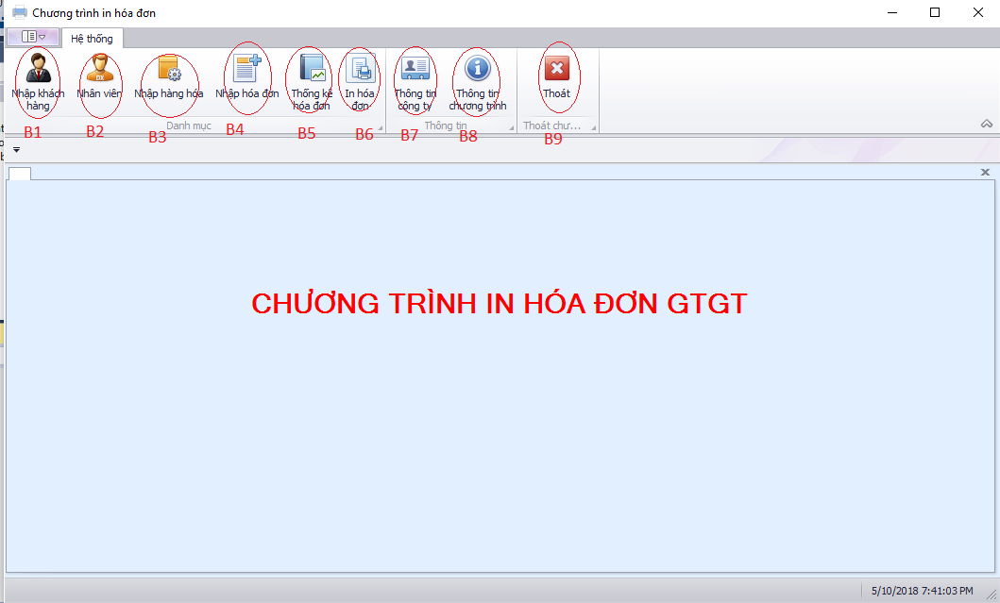 Chương trình in hóa đơn
Hệ thống
Nhập khách hàng
Nhân viên
Nhập hàng hóa
Nhập hóa đơn
Thống kê hóa đơn
In hóa đơn
Thông tin công ty
Thông tin chương trình
Thoát
Danh mục
Thông tin
Thoát chư...
B1
B2
B3
B4
B5
B6
B7
B8
B9
CHƯƠNG TRÌNH IN HÓA ĐƠN GTGT
5/10/2018 7:41:03 PM